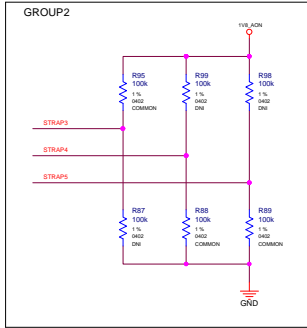 GROUP2
1V8_AON
R95
100k
1 %
0402
COMMON
R99
100k
1 %
0402
DNI
R98
100k
1 %
0402
DNI
STRAP3
STRAP4
STRAP5
R87
100k
1 %
0402
DNI
R88
100k
1 %
0402
COMMON
R89
100k
1 %
0402
COMMON
GND